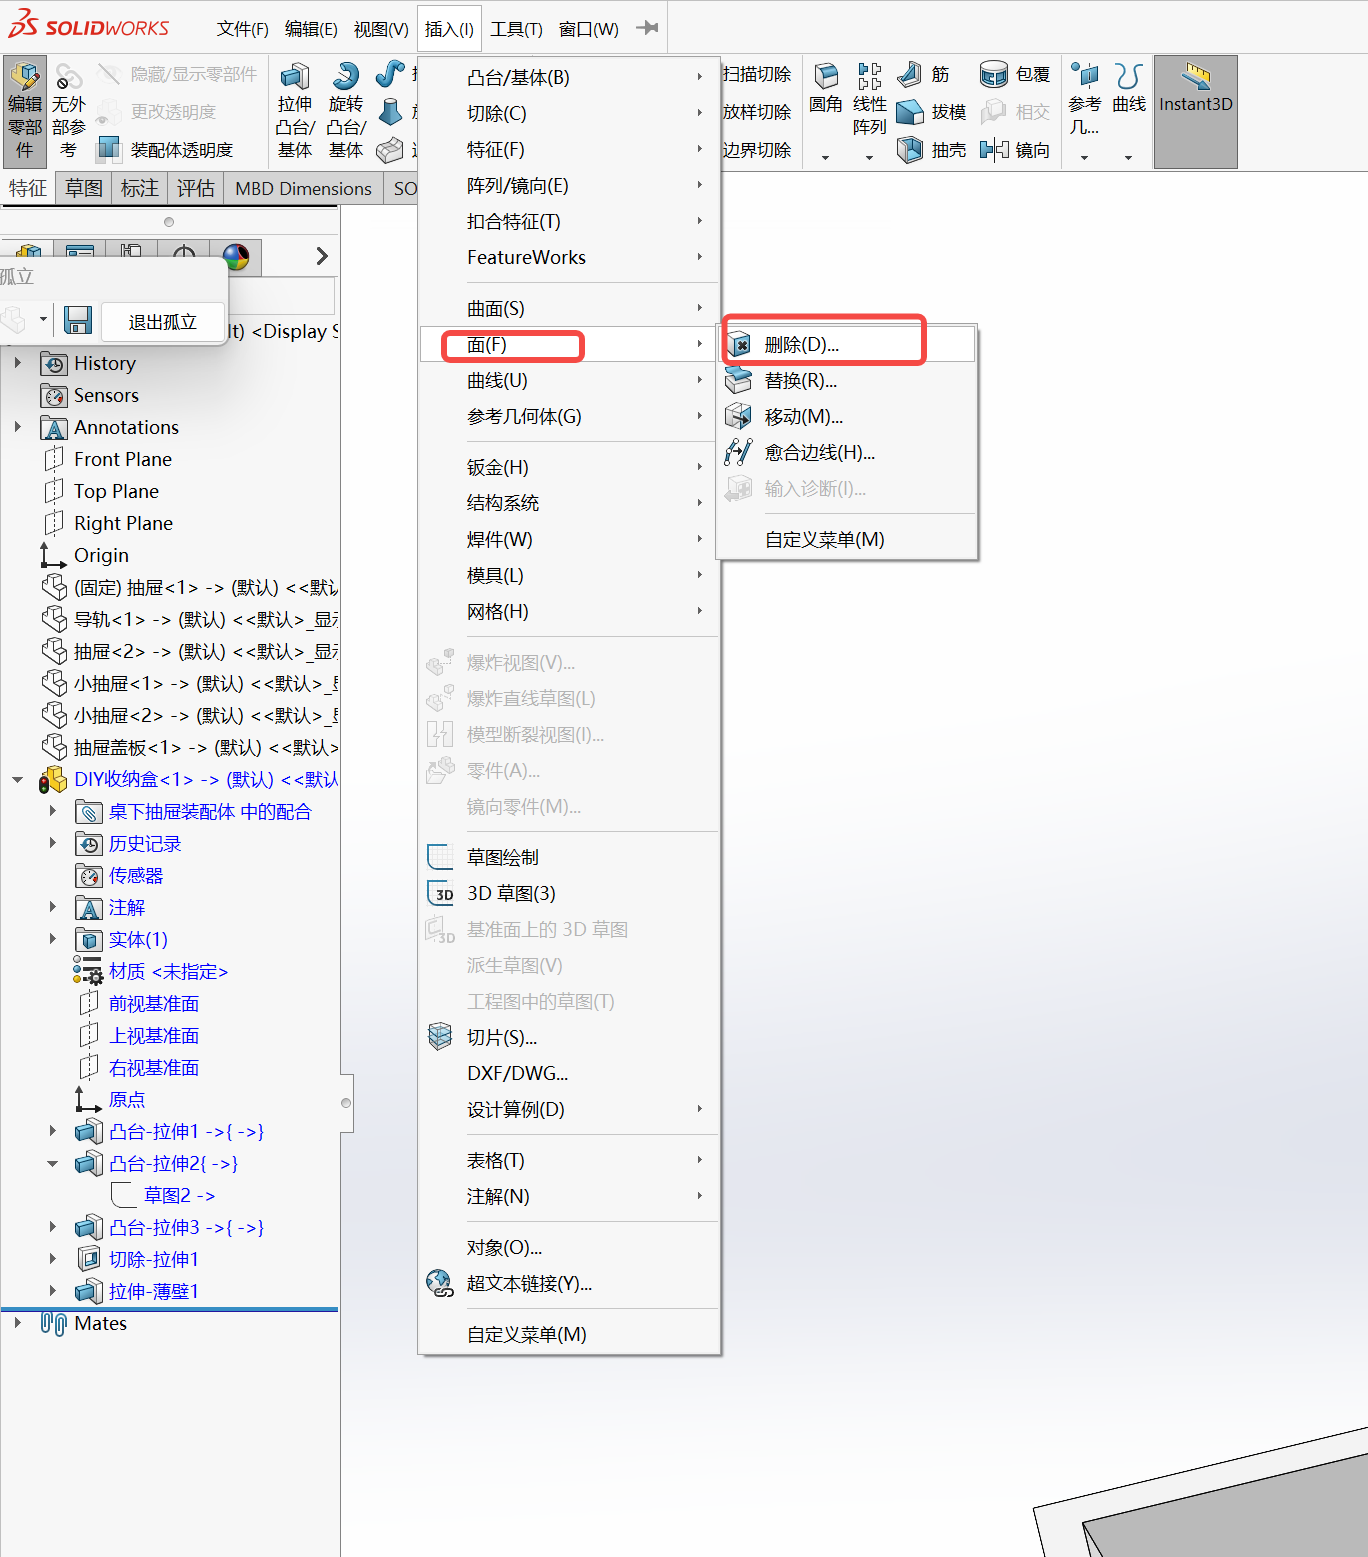 SOLIDWORKS
文件(F) 编辑(E) 视图(V) 插入(I) 工具(T) 窗口(W)
编辑零部件
无外部参考
隐藏/显示零部件
更改透明度
装配体透明度
拉伸凸台/基体
旋转凸台/基体
扫描切除
放样切除
边界切除
圆角
线性阵列
筋
拔模
抽壳
包覆
相交
镜向
参考几...
曲线
Instant3D
特征 草图 标注 评估 MBD Dimensions SO
孤立
退出孤立
lt) <Display S
History
Sensors
Annotations
Front Plane
Top Plane
Right Plane
Origin
(固定) 抽屉<1> -> (默认) <<默认
导轨<1> -> (默认) <<默认>_显示
抽屉<2> -> (默认) <<默认>_显示
小抽屉<1> -> (默认) <<默认>_
小抽屉<2> -> (默认) <<默认>_
抽屉盖板<1> -> (默认) <<默认>
DIY收纳盒<1> -> (默认) <<默认
桌下抽屉装配体 中的配合
历史记录
传感器
注解
实体(1)
材质 <未指定>
前视基准面
上视基准面
右视基准面
原点
凸台-拉伸1 ->{ ->}
凸台-拉伸2{ ->}
草图2 ->
凸台-拉伸3 ->{ ->}
切除-拉伸1
拉伸-薄壁1
Mates
凸台/基体(B)
切除(C)
特征(F)
阵列/镜向(E)
扣合特征(T)
FeatureWorks
曲面(S)
面(F)
曲线(U)
参考几何体(G)
钣金(H)
结构系统
焊件(W)
模具(L)
网格(H)
爆炸视图(V)...
爆炸直线草图(L)
模型断裂视图(I)...
零件(A)...
镜向零件(M)...
草图绘制
3D 草图(3)
基准面上的 3D 草图
派生草图(V)
工程图中的草图(T)
切片(S)...
DXF/DWG...
设计算例(D)
表格(T)
注解(N)
对象(O)...
超文本链接(Y)...
自定义菜单(M)
删除(D)...
替换(R)...
移动(M)...
愈合边线(H)...
输入诊断(I)...
自定义菜单(M)